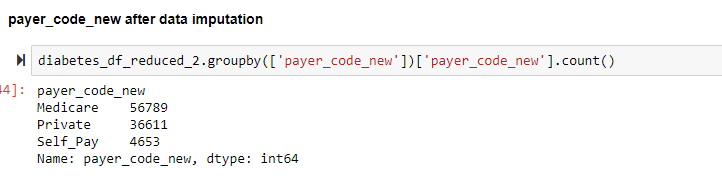 payer_code_new after data imputation
diabetes_df_reduced_2.groupby(['payer_code_new'])['payer_code_new'].count()
44]: payer_code_new
Medicare    56789
Private     36611
Self_Pay     4653
Name: payer_code_new, dtype: int64